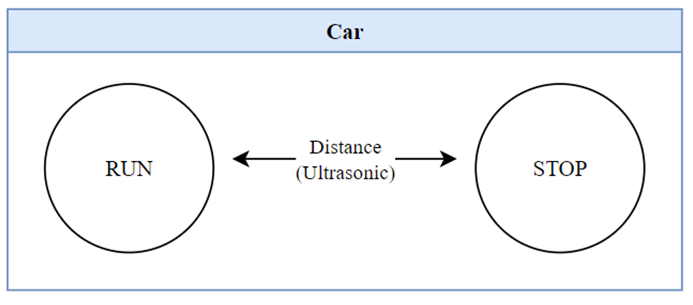 Car
RUN
Distance
(Ultrasonic)
STOP